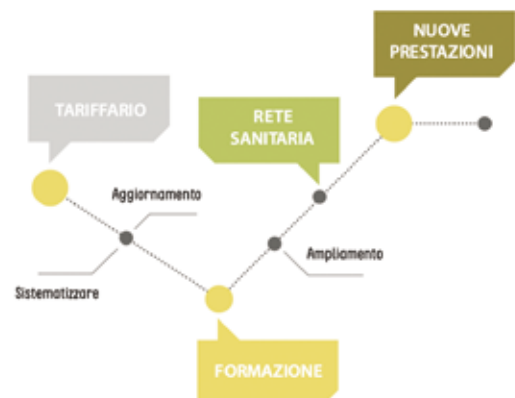 NUOVE
PRESTAZIONI
TARIFFARIO
RETE
SANITARIA
Aggiornamento
Ampliamento
Sistematizzare
FORMAZIONE